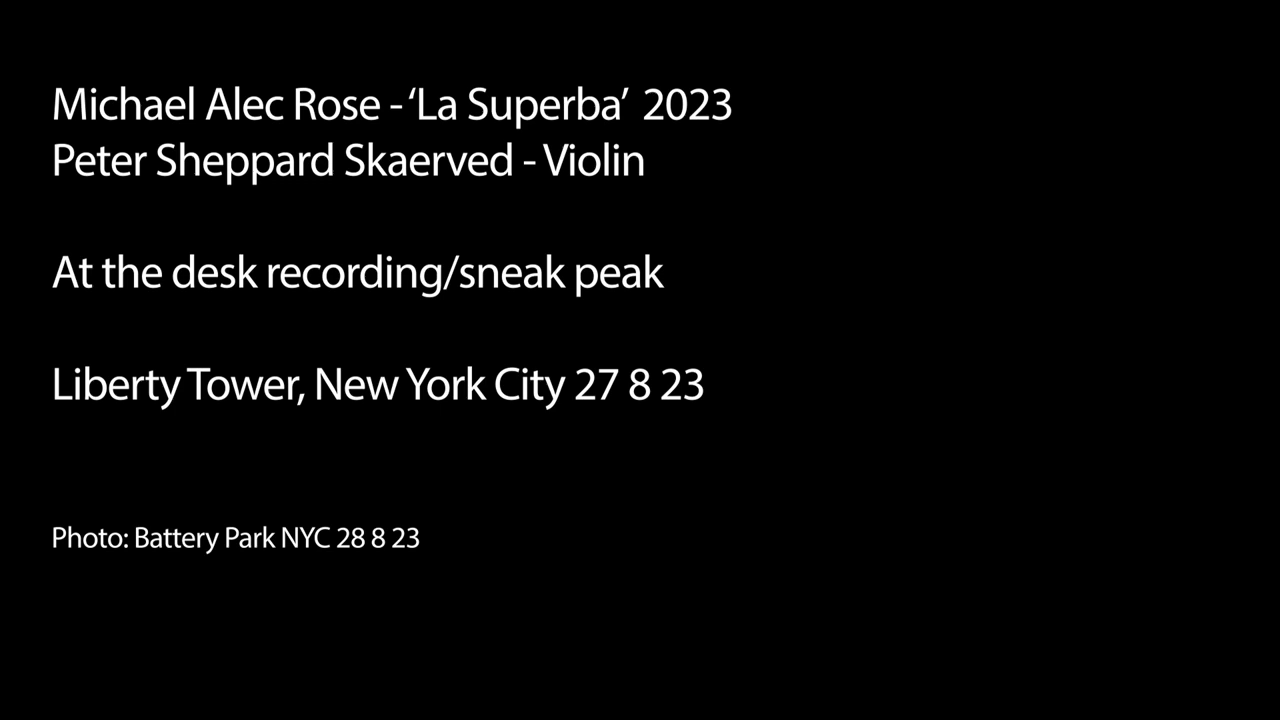 Michael Alec Rose - ‘La Superba’ 2023
Peter Sheppard Skaerved - Violin
At the desk recording/sneak peak
Liberty Tower, New York City 27 8 23
Photo: Battery Park NYC 28 8 23